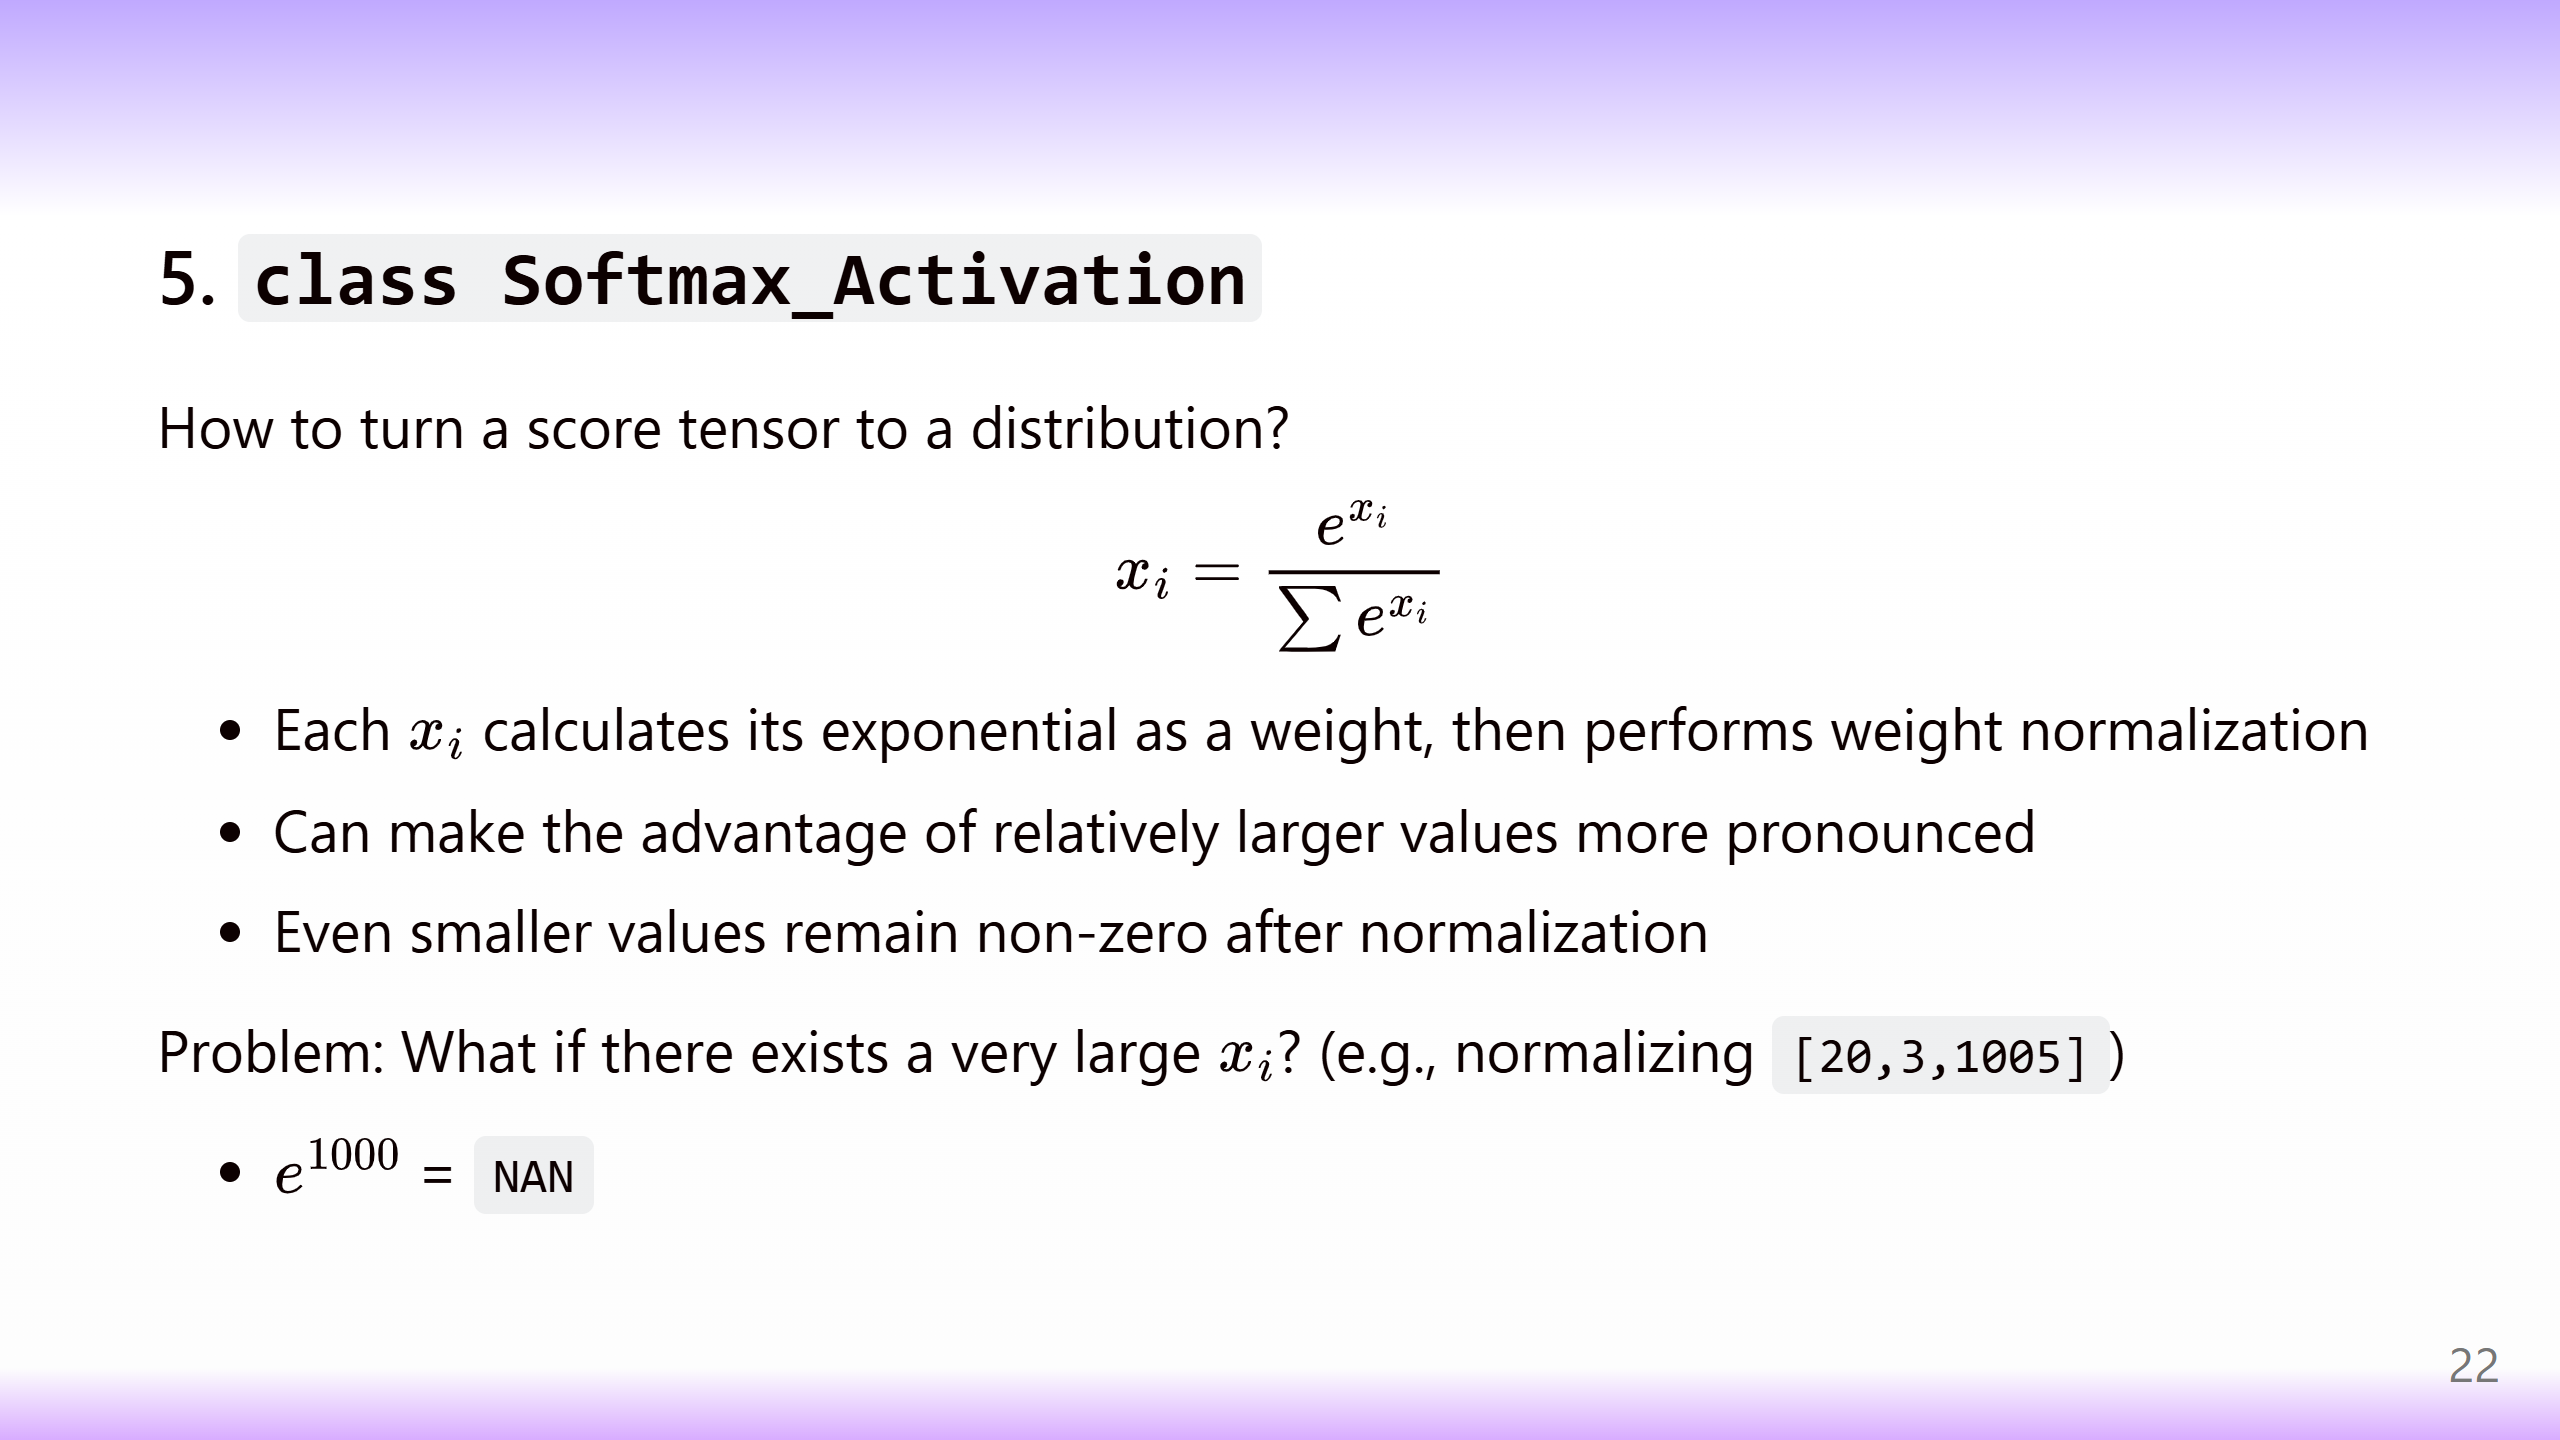 5. class Softmax_Activation
How to turn a score tensor to a distribution?
$x_i = \frac{e^{x_i}}{\sum e^{x_i}}$
• Each $x_i$ calculates its exponential as a weight, then performs weight normalization
• Can make the advantage of relatively larger values more pronounced
• Even smaller values remain non-zero after normalization
Problem: What if there exists a very large $x_i$? (e.g., normalizing [20,3,1005])
• $e^{1000}$ = NAN
22